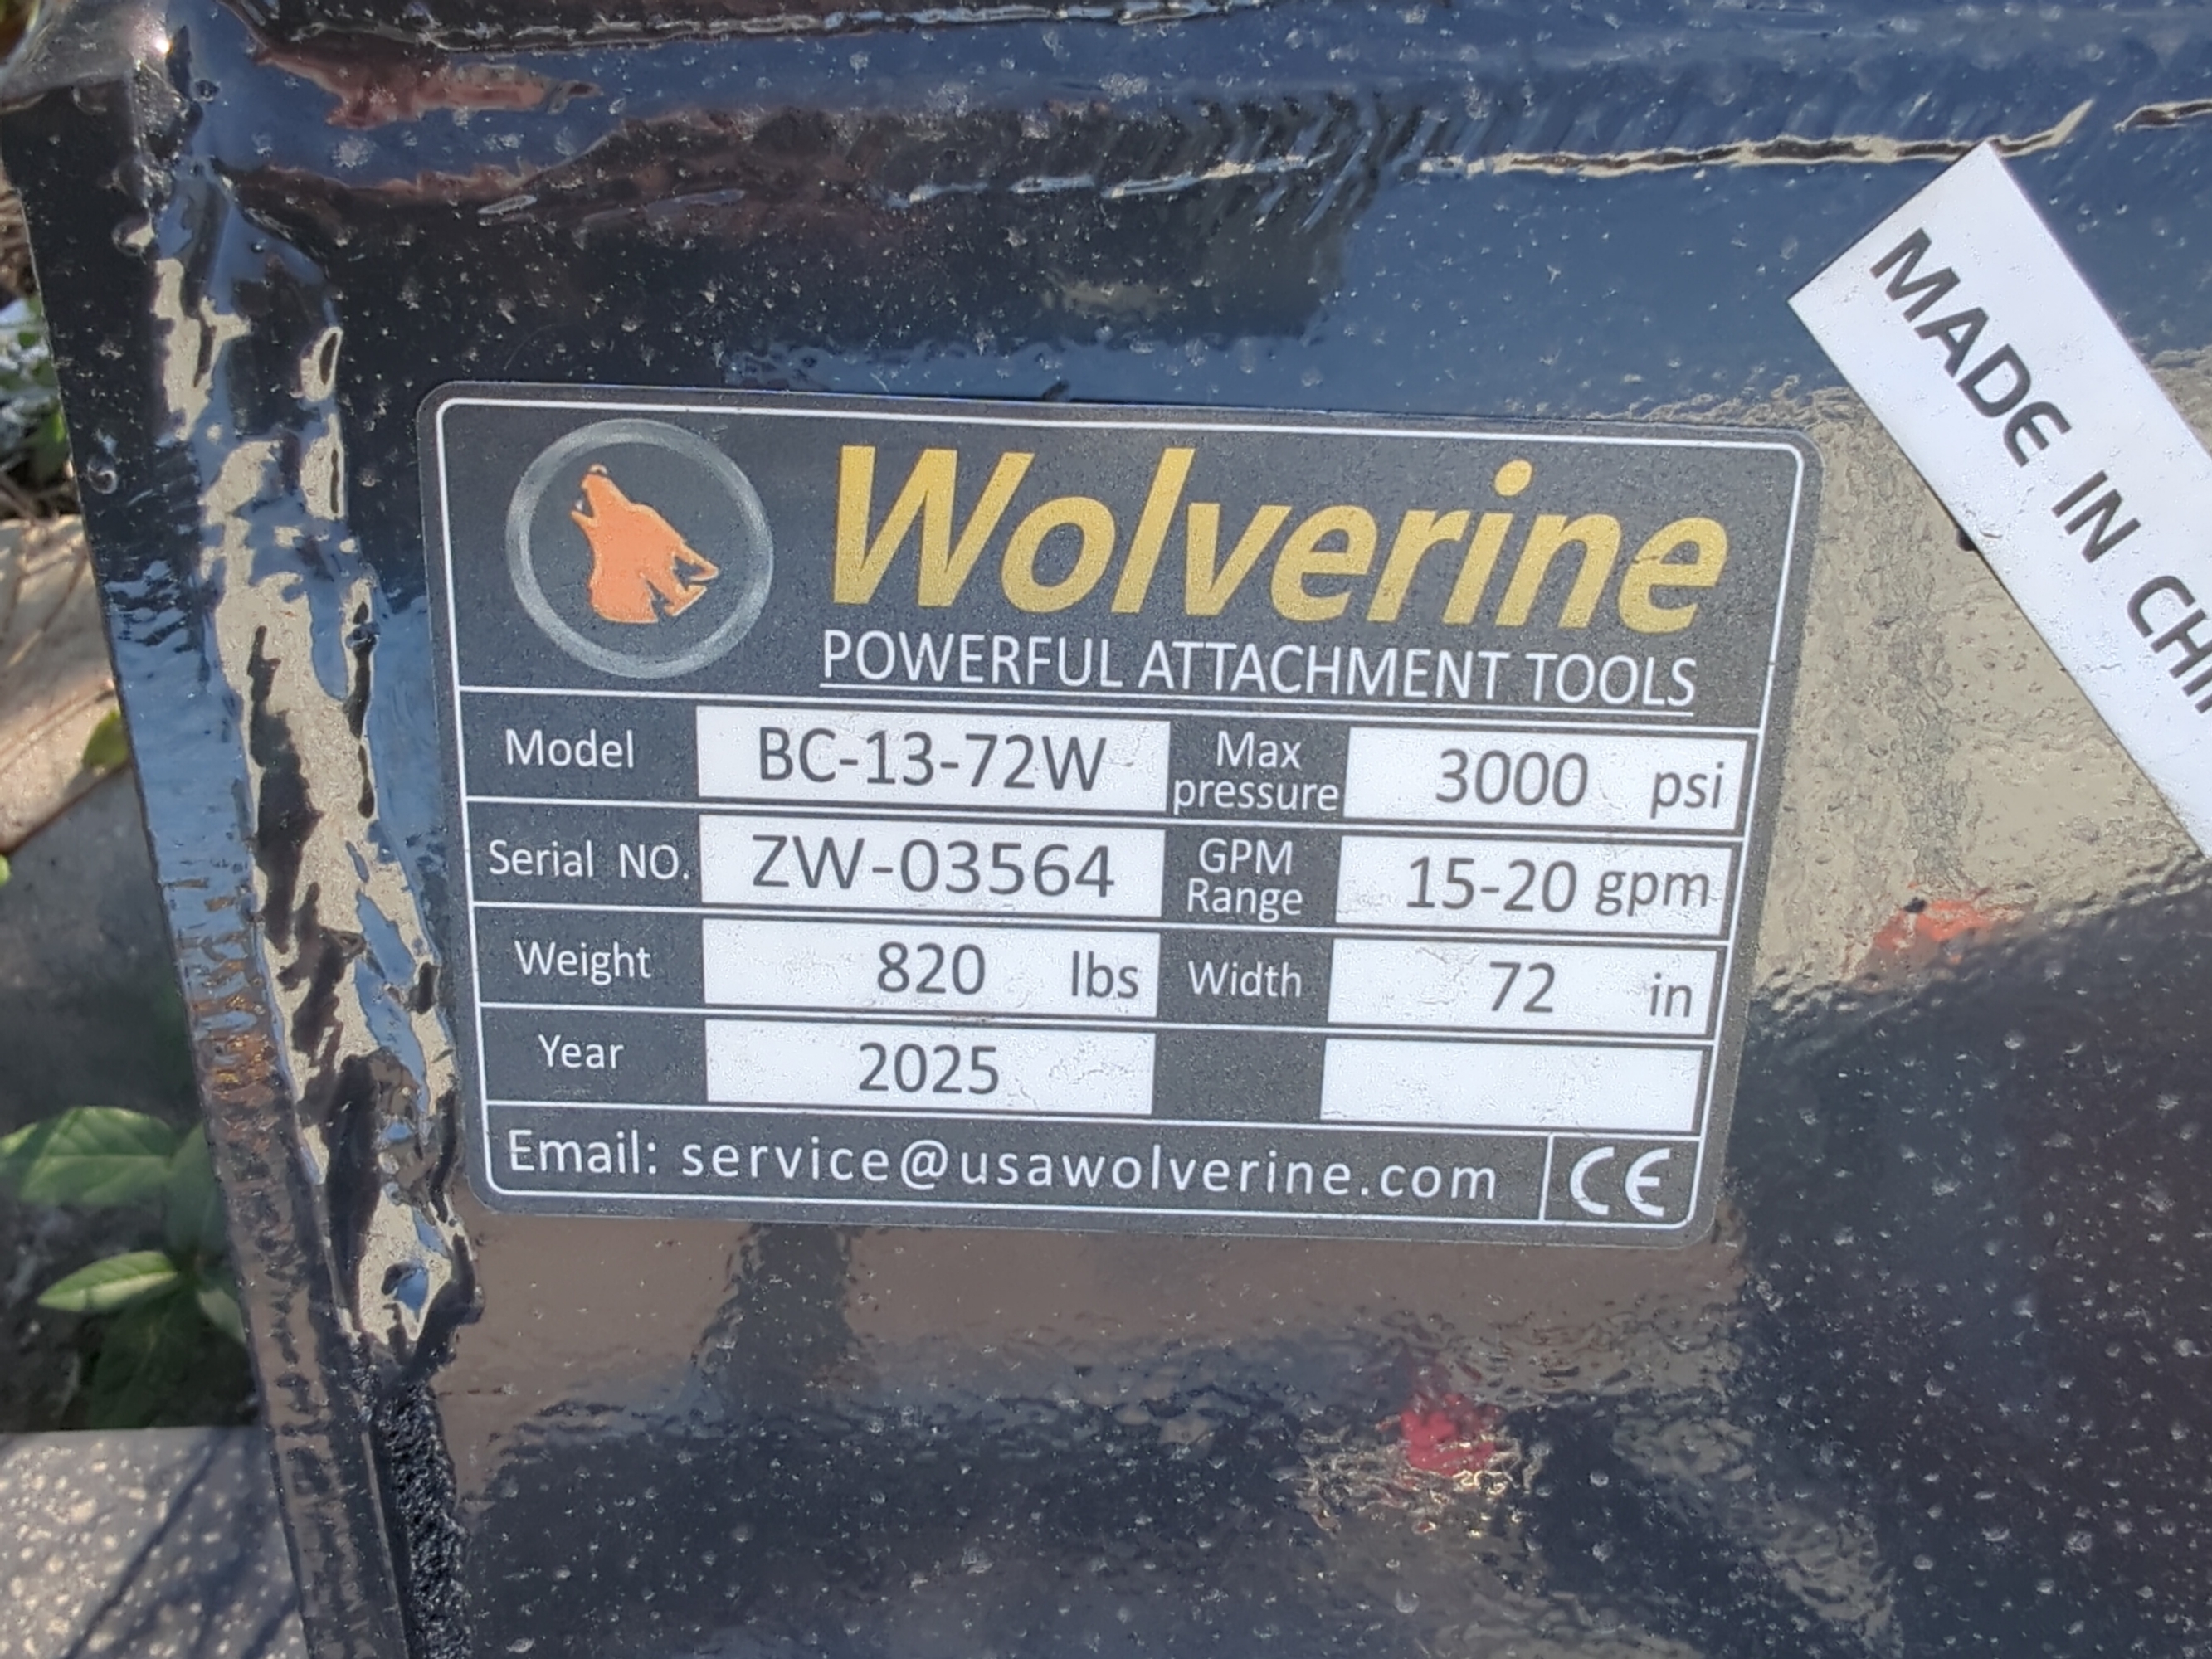 Wolverine
POWERFUL ATTACHMENT TOOLS
Model BC-13-72W Max pressure 3000 psi
Serial NO. ZW-03564 GPM Range 15-20 gpm
Weight 820 lbs Width 72 in
Year 2025
Email: service@usawolverine.com CE
MADE IN